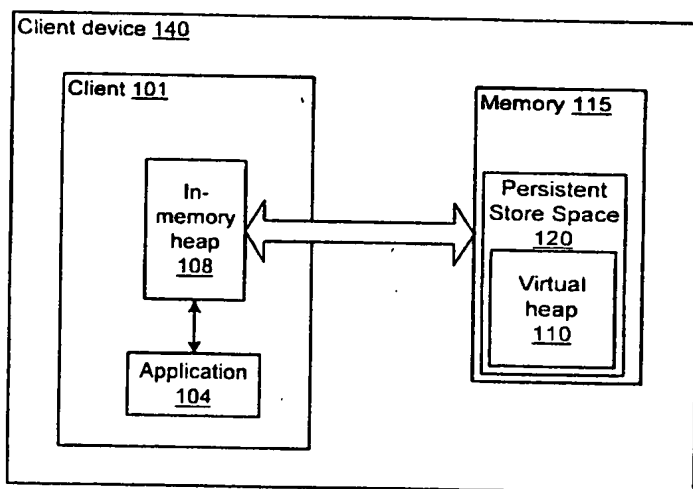 Client device 140
Client 101
In-
memory
heap
108
Application
104
Memory 115
Persistent
Store Space
120
Virtual
heap
110